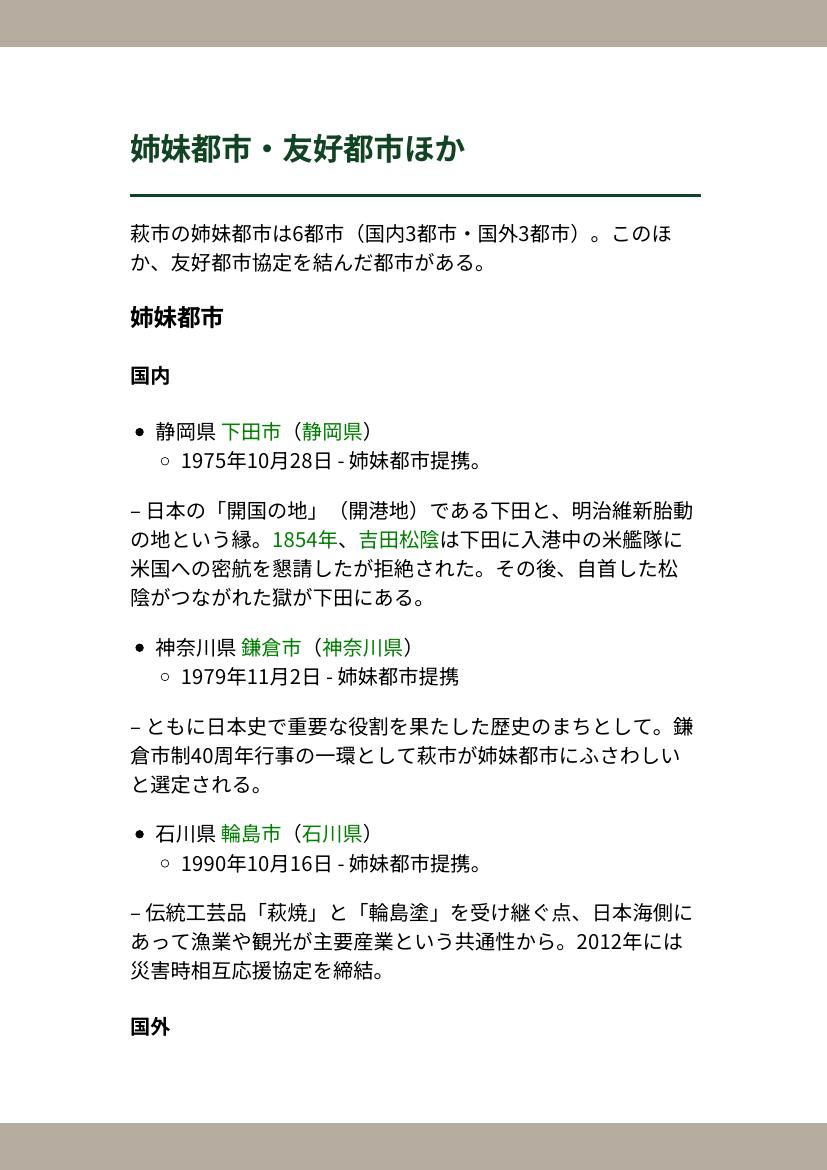 姉妹都市・友好都市ほか
萩市の姉妹都市は6都市（国内3都市・国外3都市）。このほ
か、友好都市協定を結んだ都市がある。
姉妹都市
国内
• 静岡県 下田市（静岡県）
○ 1975年10月28日 - 姉妹都市提携。
– 日本の「開国の地」（開港地）である下田と、明治維新胎動
の地という縁。1854年、吉田松陰は下田に入港中の米艦隊に
米国への密航を懇請したが拒絶された。その後、自首した松
陰がつながれた獄が下田にある。
• 神奈川県 鎌倉市（神奈川県）
○ 1979年11月2日 - 姉妹都市提携
– ともに日本史で重要な役割を果たした歴史のまちとして。鎌
倉市制40周年行事の一環として萩市が姉妹都市にふさわしい
と選定される。
• 石川県 輪島市（石川県）
○ 1990年10月16日 - 姉妹都市提携。
– 伝統工芸品「萩焼」と「輪島塗」を受け継ぐ点、日本海側に
あって漁業や観光が主要産業という共通性から。2012年には
災害時相互応援協定を締結。
国外